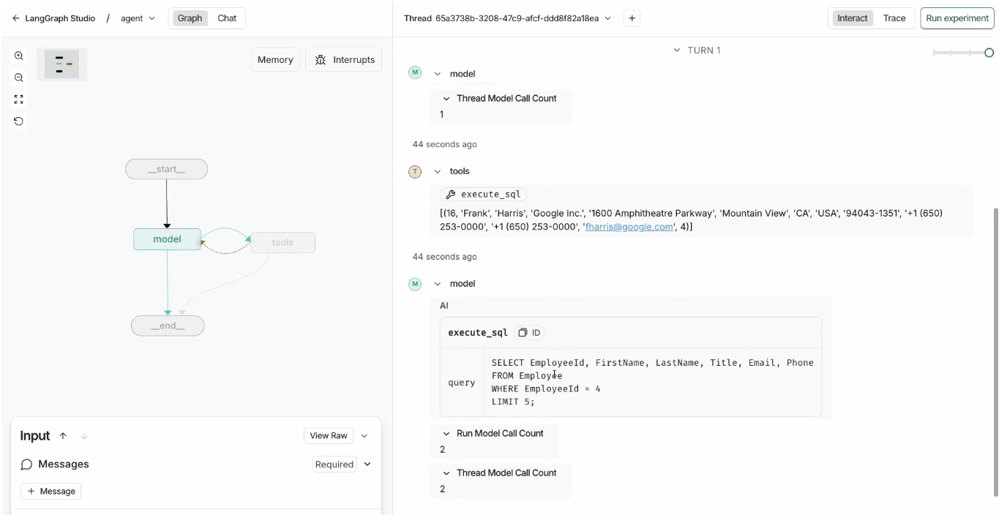 LangGraph Studio / agent Graph Chat
Thread 65a3738b-3208-47c9-afcf-ddd8f82a18ea + Interact Trace Run experiment
Memory Interrupts
__start__
model tools
__end__
Input View Raw
Messages Required
+ Message
TURN 1
M model
Thread Model Call Count
1
44 seconds ago
T tools
execute_sql
[(16, 'Frank', 'Harris', 'Google Inc.', '1600 Amphitheatre Parkway', 'Mountain View', 'CA', 'USA', '94043-1351', '+1 (650)
253-0000', '+1 (650) 253-0000', 'fharris@google.com', 4)]
44 seconds ago
M model
AI
execute_sql ID
query
SELECT EmployeeId, FirstName, LastName, Title, Email, Phone
FROM Employee
WHERE EmployeeId = 4
LIMIT 5;
Run Model Call Count
2
Thread Model Call Count
2